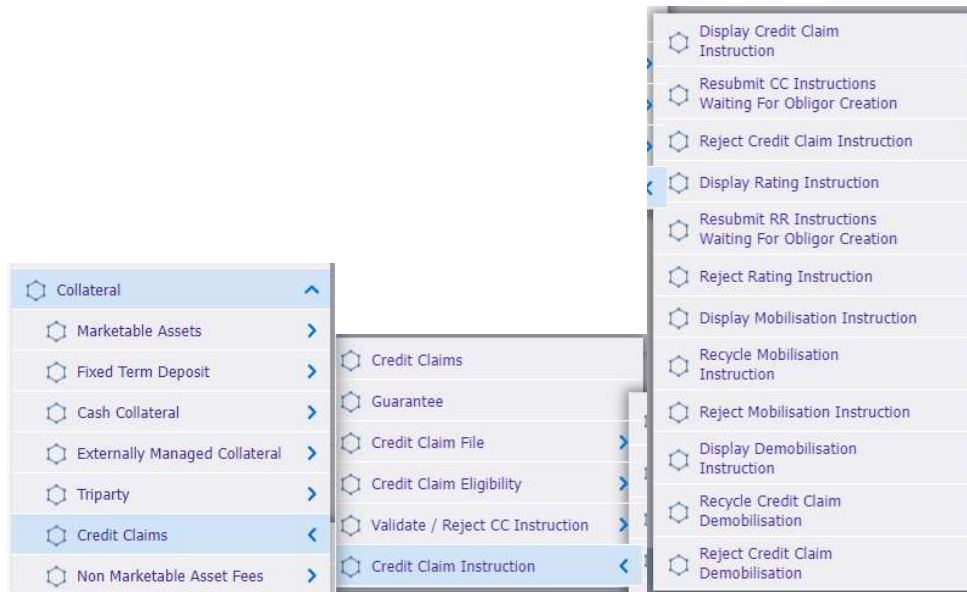 Collateral
Marketable Assets
Fixed Term Deposit
Cash Collateral
Externally Managed Collateral
Triparty
Credit Claims
Non Marketable Asset Fees
Credit Claims
Guarantee
Credit Claim File
Credit Claim Eligibility
Validate / Reject CC Instruction
Credit Claim Instruction
Display Credit Claim
Instruction
Resubmit CC Instructions
Waiting For Obligor Creation
Reject Credit Claim Instruction
Display Rating Instruction
Resubmit RR Instructions
Waiting For Obligor Creation
Reject Rating Instruction
Display Mobilisation Instruction
Recycle Mobilisation
Instruction
Reject Mobilisation Instruction
Display Demobilisation
Instruction
Recycle Credit Claim
Demobilisation
Reject Credit Claim
Demobilisation